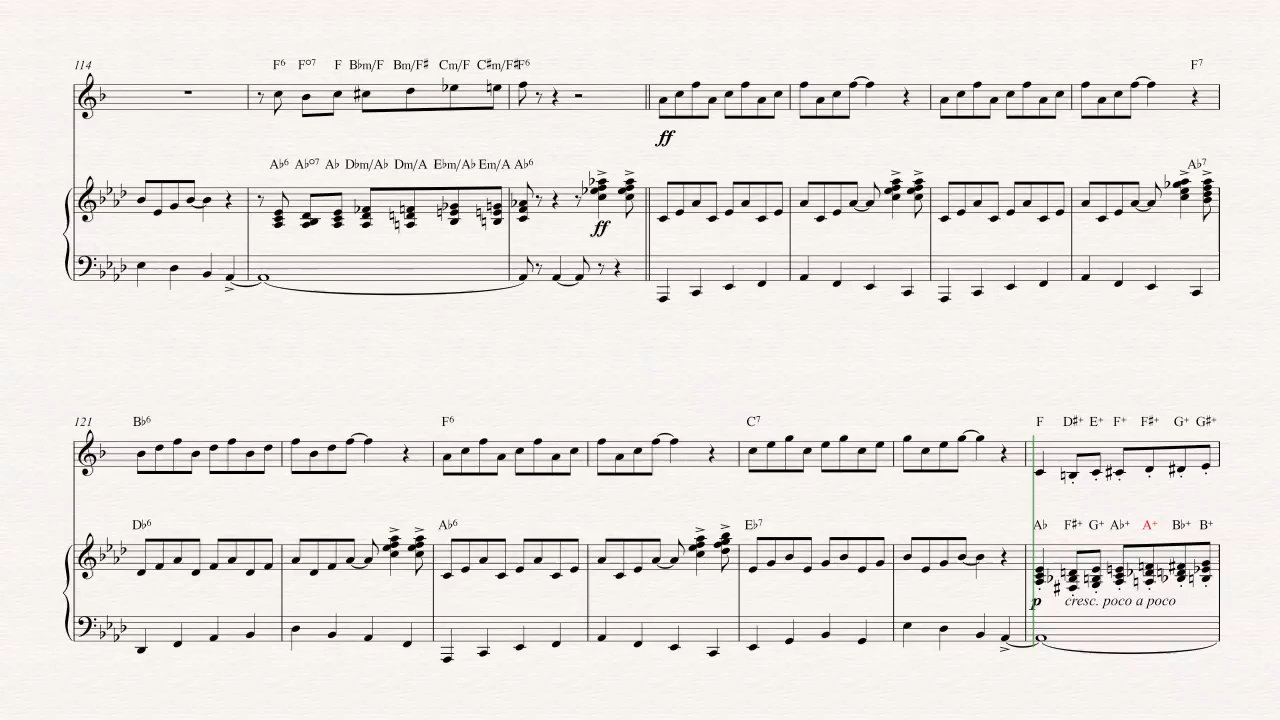 114
F⁶ F°⁷ F B♭m/F Bm/F♯ Cm/F C♯m/F♯ F⁶
F⁷
ff
A♭⁶ A♭°⁷ A♭ D♭m/A♭ Dm/A E♭m/A♭ Em/A A♭⁶
A♭⁷
ff
121
B♭⁶ F⁶ C⁷ F D♯⁺ E⁺ F⁺ F♯⁺ G⁺ G♯⁺
D♭⁶ A♭⁶ E♭⁷ A♭ F♯⁺ G⁺ A♭⁺ A⁺ B♭⁺ B⁺
p cresc. poco a poco